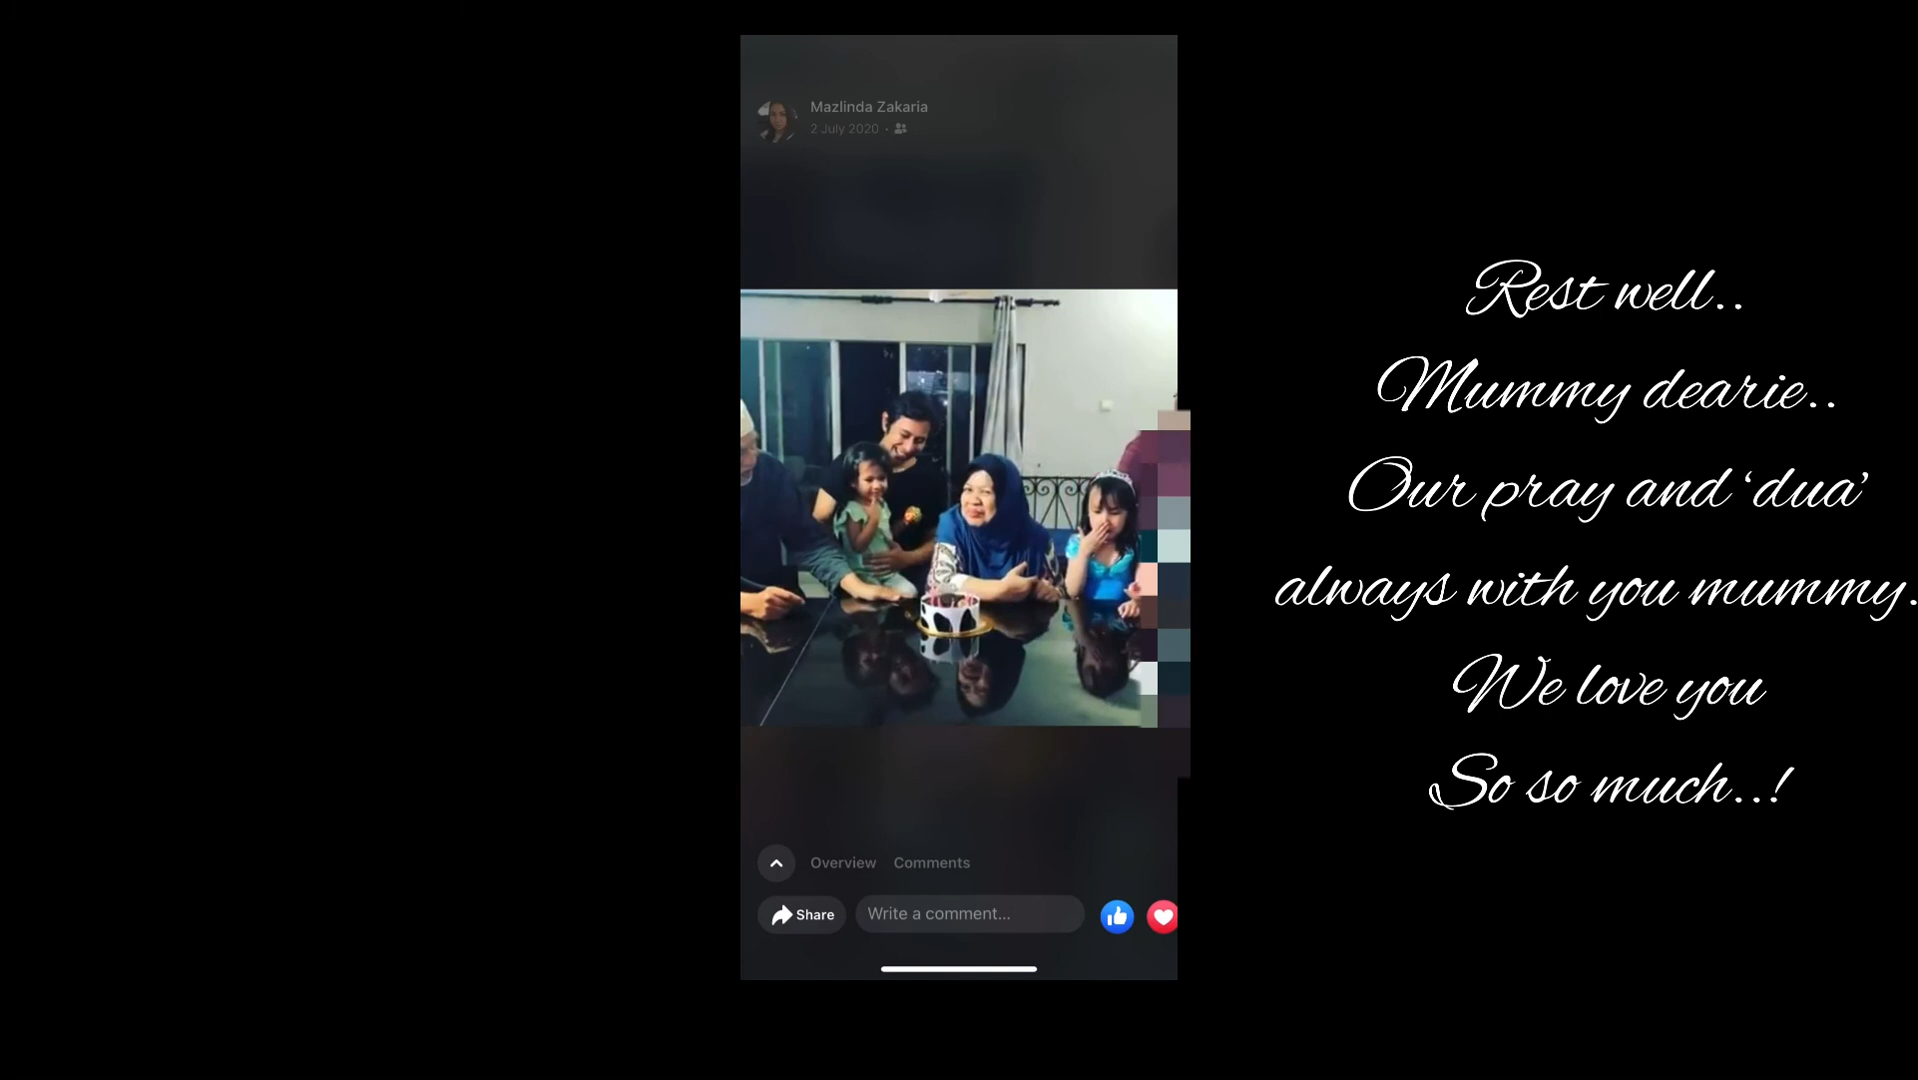 Mazlinda Zakaria
2 July 2020 ·
Rest well..
Mummy dearie..
Our pray and ‘dua’
always with you mummy.
We love you
So so much..!
Overview Comments
Share Write a comment...